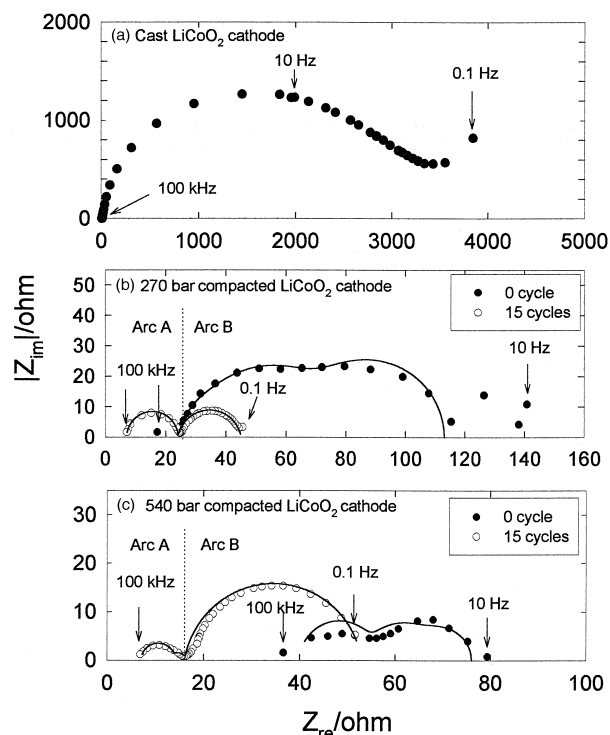 2000
(a) Cast LiCoO2 cathode
10 Hz
0.1 Hz
1000
100 kHz
0
0 1000 2000 3000 4000 5000
|Zim|/ohm
50
(b) 270 bar compacted LiCoO2 cathode
40
Arc A Arc B
0 cycle
15 cycles
30
100 kHz
10 Hz
20
0.1 Hz
10
0
0 20 40 60 80 100 120 140 160
(c) 540 bar compacted LiCoO2 cathode
30
Arc A Arc B
0 cycle
15 cycles
20
100 kHz
0.1 Hz
100 kHz
10 Hz
10
0
0 20 40 60 80 100
Zre/ohm